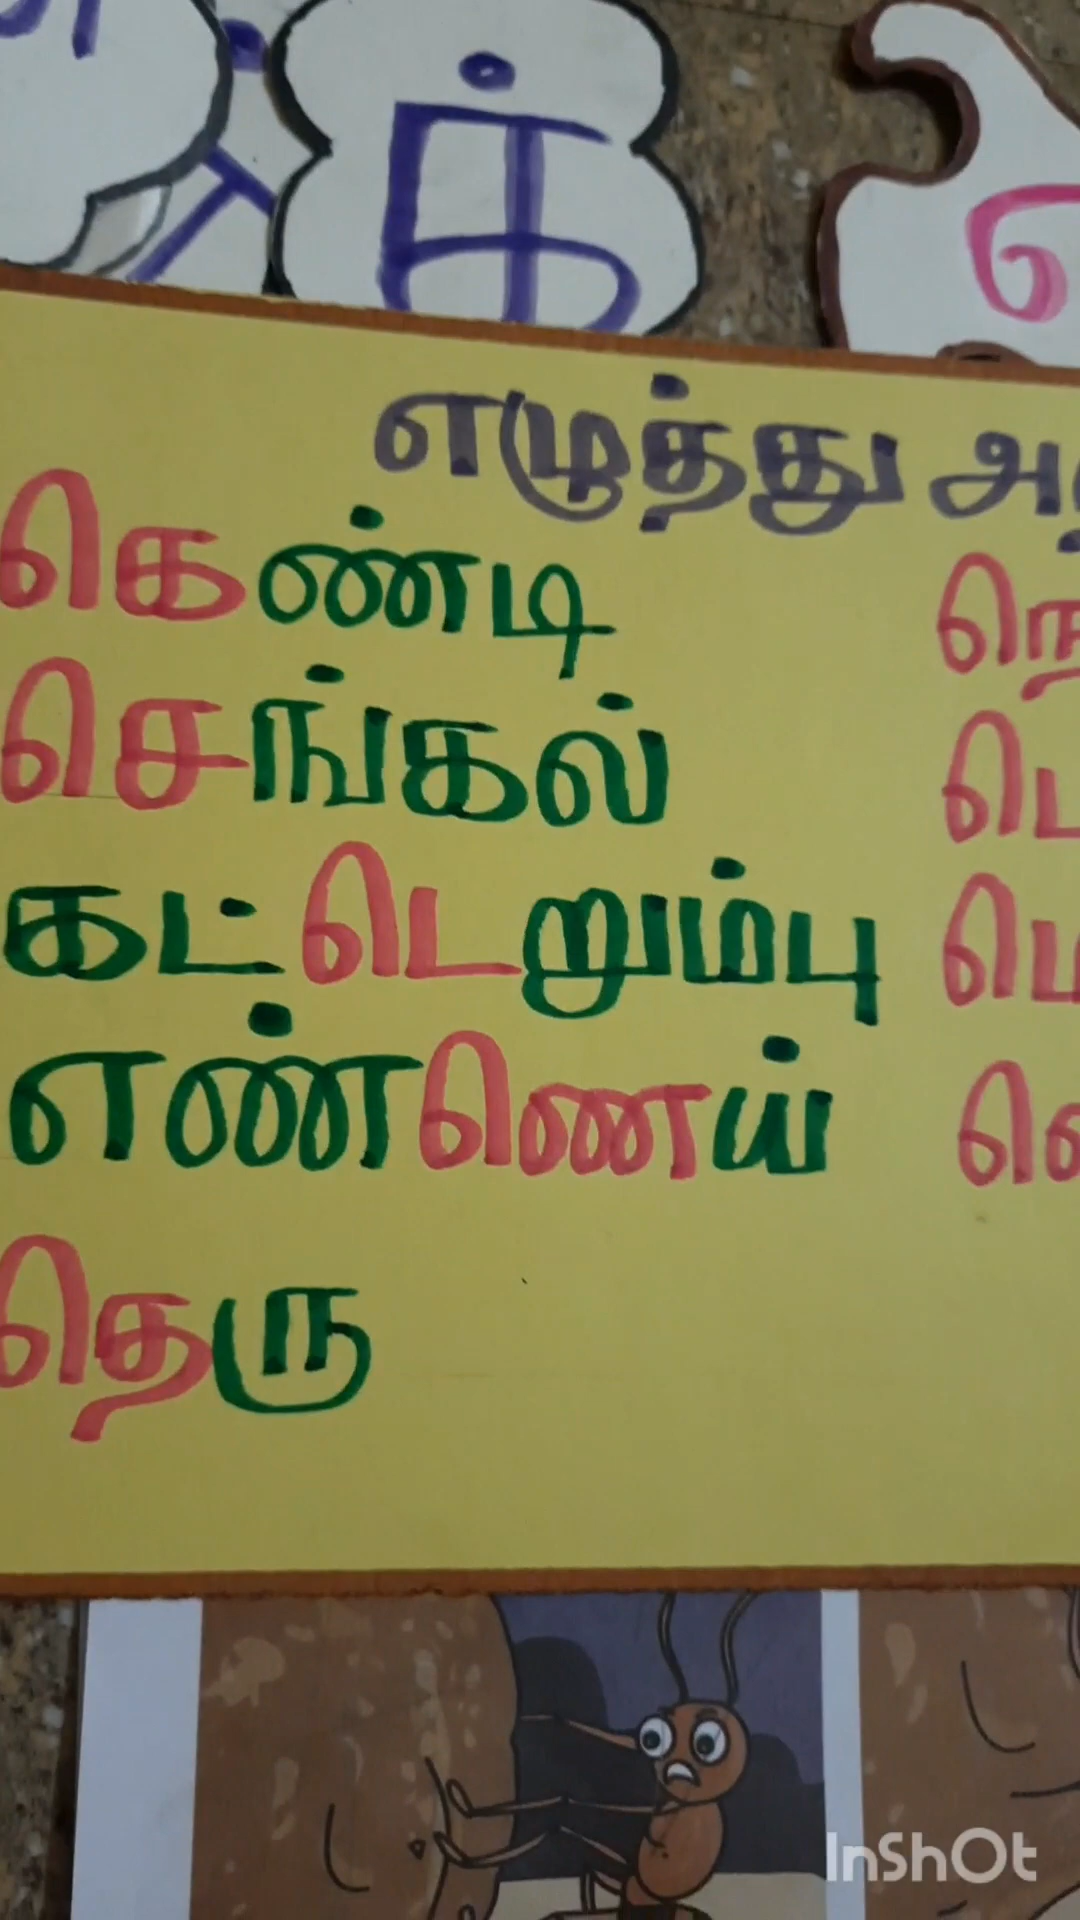 க்
எழுத்து
கெண்டி
செங்கல்
கட்டெறும்பு
எண்ணெய்
தெரு
InShOt